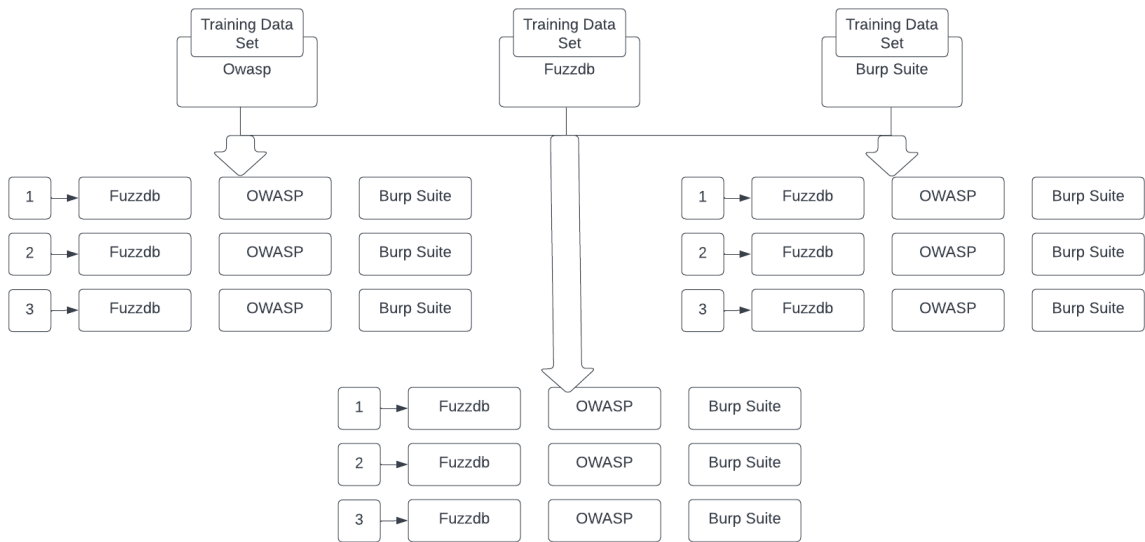 Training Data
Set
Owasp
Training Data
Set
Fuzzdb
Training Data
Set
Burp Suite
1
Fuzzdb
OWASP
Burp Suite
2
Fuzzdb
OWASP
Burp Suite
3
Fuzzdb
OWASP
Burp Suite
1
Fuzzdb
OWASP
Burp Suite
2
Fuzzdb
OWASP
Burp Suite
3
Fuzzdb
OWASP
Burp Suite
1
Fuzzdb
OWASP
Burp Suite
2
Fuzzdb
OWASP
Burp Suite
3
Fuzzdb
OWASP
Burp Suite